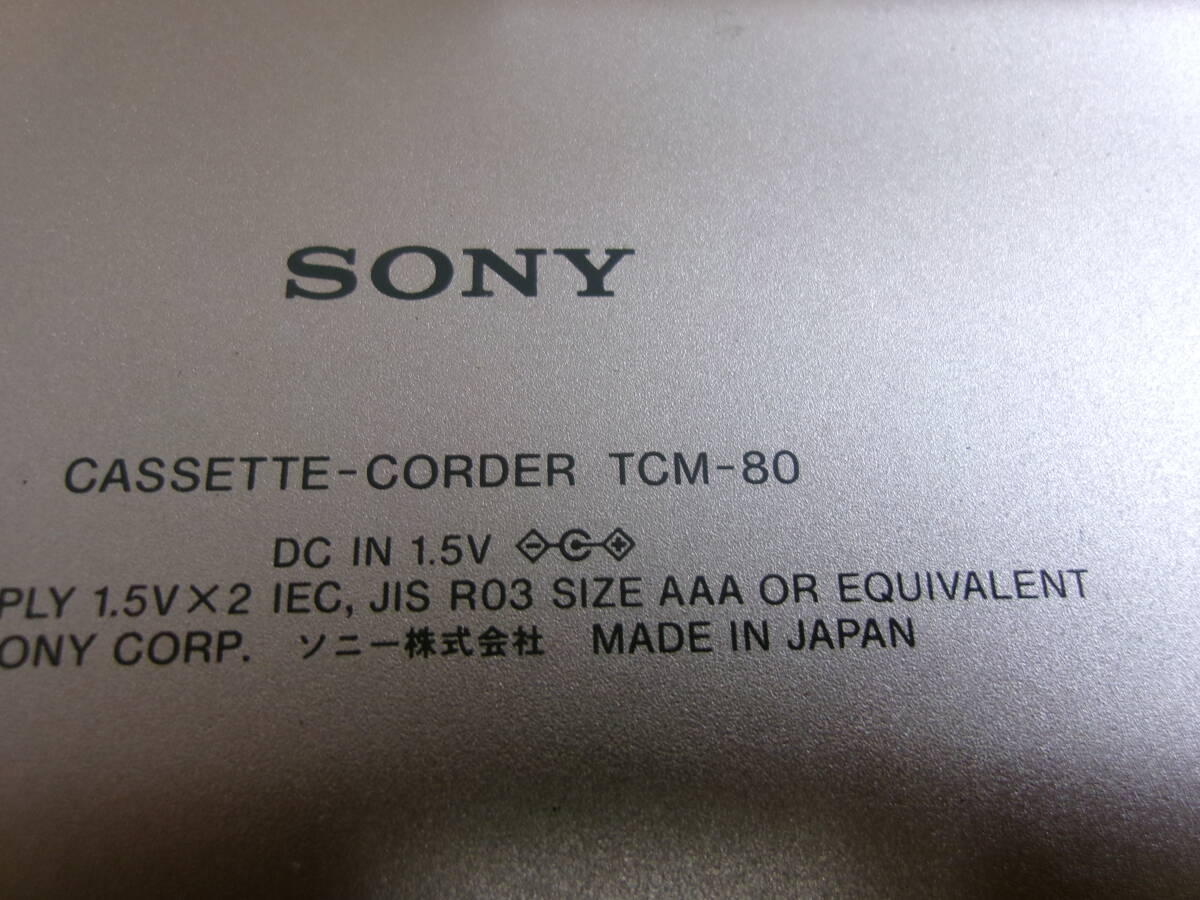 SONY
CASSETTE-CORDER TCM-80
DC IN 1.5V
PLY 1.5V×2 IEC, JIS R03 SIZE AAA OR EQUIVALENT
ONY CORP. ソニー株式会社 MADE IN JAPAN